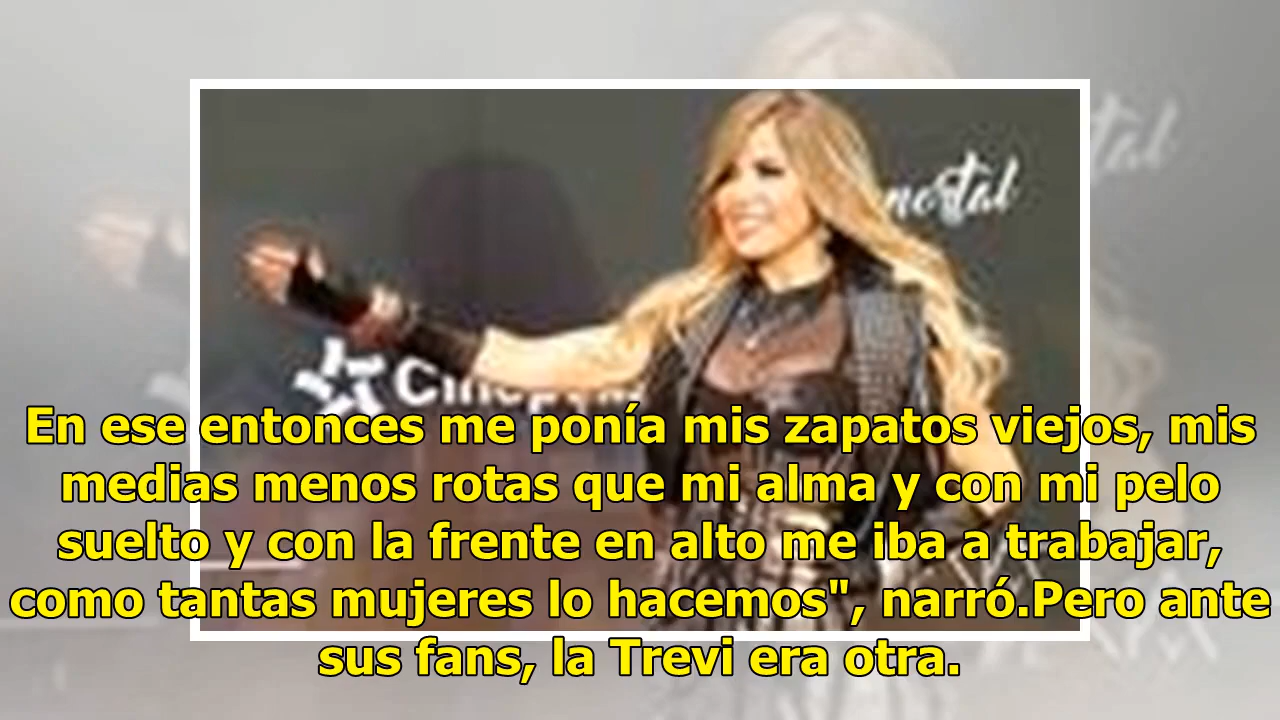 nortal
Cinépolis
En ese entonces me ponía mis zapatos viejos, mis
medias menos rotas que mi alma y con mi pelo
suelto y con la frente en alto me iba a trabajar,
como tantas mujeres lo hacemos", narró.Pero ante
sus fans, la Trevi era otra.